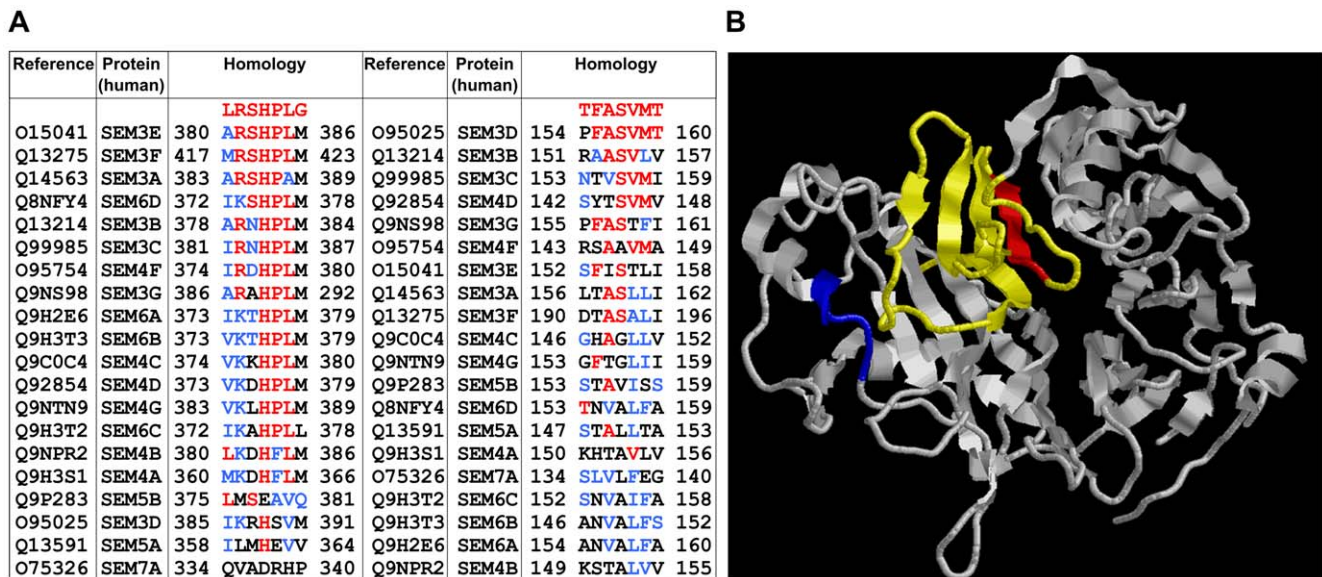 A
B
Reference Protein (human) Homology Reference Protein (human) Homology
LRSHPLG TFASVMT
O15041 SEM3E 380 ARSHPLM 386 O95025 SEM3D 154 PFASVMT 160
Q13275 SEM3F 417 MRSHPLM 423 Q13214 SEM3B 151 RAASVLV 157
Q14563 SEM3A 383 ARSHPAM 389 Q99985 SEM3C 153 NTVSVMI 159
Q8NFY4 SEM6D 372 IKSHPLM 378 Q92854 SEM4D 142 SYTSVMV 148
Q13214 SEM3B 378 ARNHPLM 384 Q9NS98 SEM3G 155 PFASTFI 161
Q99985 SEM3C 381 IRNHPLM 387 O95754 SEM4F 143 RSAAVMA 149
O95754 SEM4F 374 IRDHPLM 380 O15041 SEM3E 152 SFISTLI 158
Q9NS98 SEM3G 386 ARAHPLM 292 Q14563 SEM3A 156 LTASLLI 162
Q9H2E6 SEM6A 373 IKTHPLM 379 Q13275 SEM3F 190 DTASALI 196
Q9H3T3 SEM6B 373 VKTHPLM 379 Q9C0C4 SEM4C 146 GHAGLLV 152
Q9C0C4 SEM4C 374 VKKHPLM 380 Q9NTN9 SEM4G 153 GFTGLII 159
Q92854 SEM4D 373 VKDHPLM 379 Q9P283 SEM5B 153 STAVISS 159
Q9NTN9 SEM4G 383 VKLHPLM 389 Q8NFY4 SEM6D 153 TNVALFA 159
Q9H3T2 SEM6C 372 IKAHPLL 378 Q13591 SEM5A 147 STALLTA 153
Q9NPR2 SEM4B 380 LKDHFLM 386 Q9H3S1 SEM4A 150 KHTAVLV 156
Q9H3S1 SEM4A 360 MKDHFLM 366 O75326 SEM7A 134 SLVLFEG 140
Q9P283 SEM5B 375 LMSEAVQ 381 Q9H3T2 SEM6C 152 SNVAIFA 158
O95025 SEM3D 385 IKRHSVM 391 Q9H3T3 SEM6B 146 ANVALFS 152
Q13591 SEM5A 358 ILMHEVV 364 Q9H2E6 SEM6A 154 ANVALFA 160
O75326 SEM7A 334 QVADRHP 340 Q9NPR2 SEM4B 149 KSTALVV 155